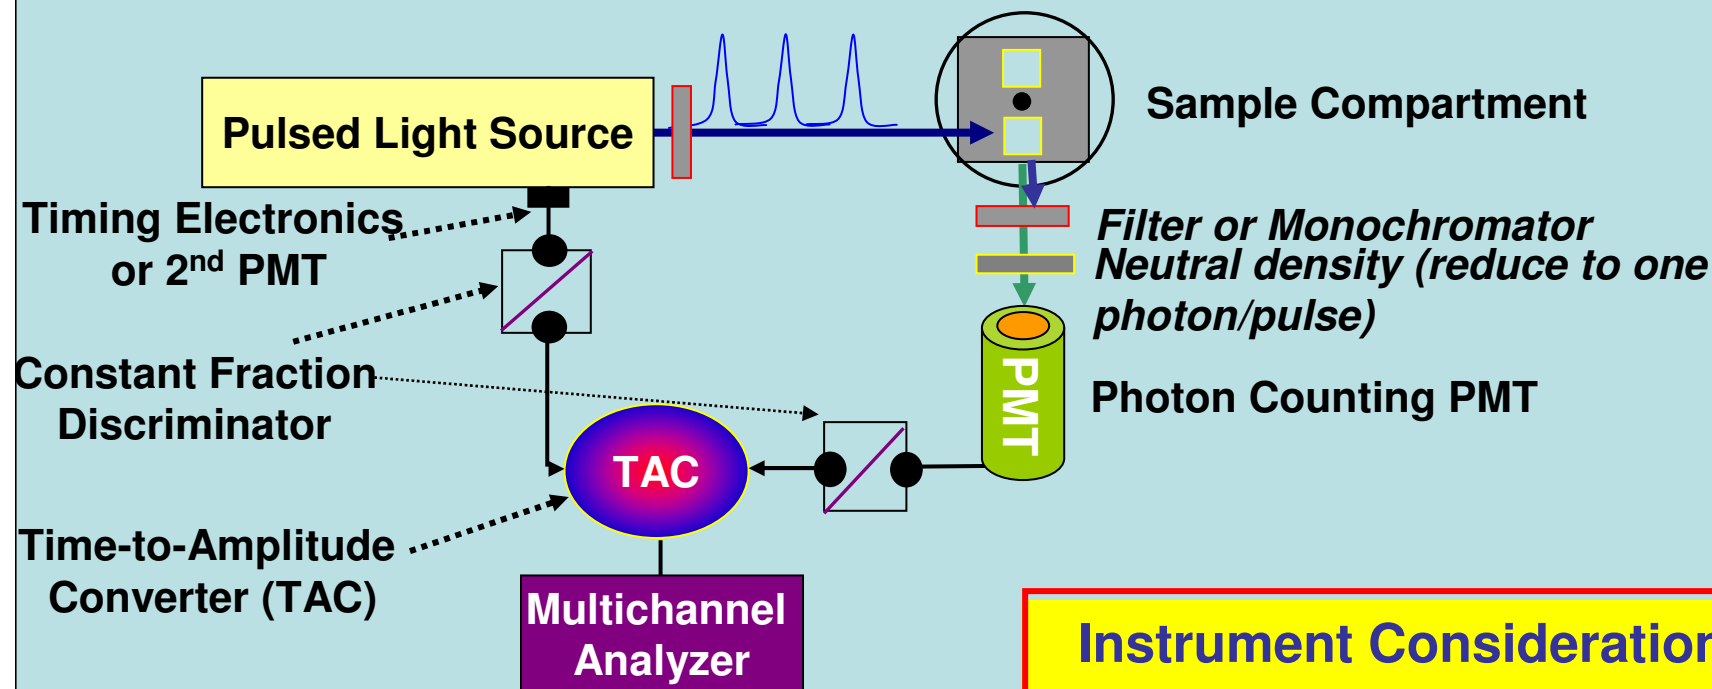 Pulsed Light Source
Sample Compartment
Timing Electronics
or 2nd PMT
Filter or Monochromator
Neutral density (reduce to one
photon/pulse)
Constant Fraction
Discriminator
PMT
Photon Counting PMT
TAC
Time-to-Amplitude
Converter (TAC)
Multichannel
Analyzer
Instrument Consideration